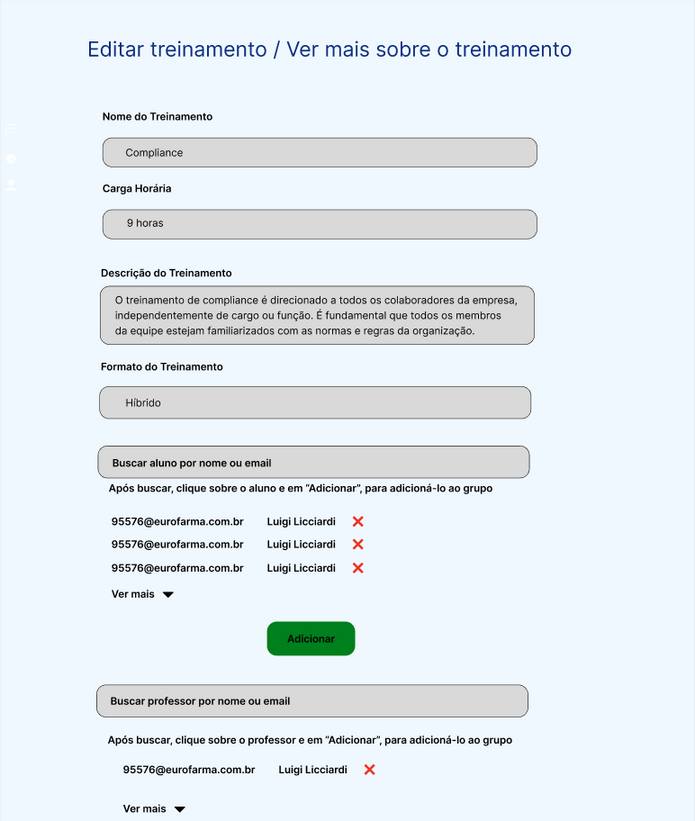 Editar treinamento / Ver mais sobre o treinamento
Nome do Treinamento
Compliance
Carga Horária
9 horas
Descrição do Treinamento
O treinamento de compliance é direcionado a todos os colaboradores da empresa,
independentemente de cargo ou função. É fundamental que todos os membros
da equipe estejam familiarizados com as normas e regras da organização.
Formato do Treinamento
Híbrido
Buscar aluno por nome ou email
Após buscar, clique sobre o aluno e em “Adicionar”, para adicioná-lo ao grupo
95576@eurofarma.com.br Luigi Licciardi
95576@eurofarma.com.br Luigi Licciardi
95576@eurofarma.com.br Luigi Licciardi
Ver mais
Adicionar
Buscar professor por nome ou email
Após buscar, clique sobre o professor e em “Adicionar”, para adicioná-lo ao grupo
95576@eurofarma.com.br Luigi Licciardi
Ver mais